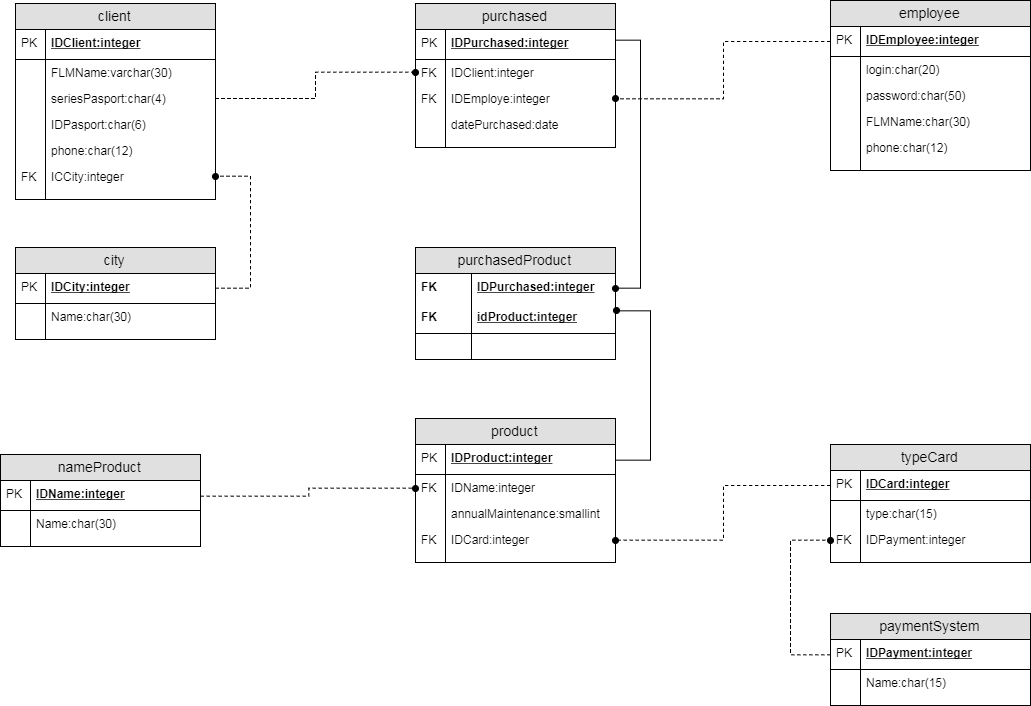 client
PK IDClient:integer
FLMName:varchar(30)
seriesPasport:char(4)
IDPasport:char(6)
phone:char(12)
FK ICCity:integer
purchased
PK IDPurchased:integer
FK IDClient:integer
FK IDEmploye:integer
datePurchased:date
employee
PK IDEmployee:integer
login:char(20)
password:char(50)
FLMName:char(30)
phone:char(12)
city
PK IDCity:integer
Name:char(30)
purchasedProduct
FK IDPurchased:integer
FK idProduct:integer
nameProduct
PK IDName:integer
Name:char(30)
product
PK IDProduct:integer
FK IDName:integer
annualMaintenance:smallint
FK IDCard:integer
typeCard
PK IDCard:integer
type:char(15)
FK IDPayment:integer
paymentSystem
PK IDPayment:integer
Name:char(15)